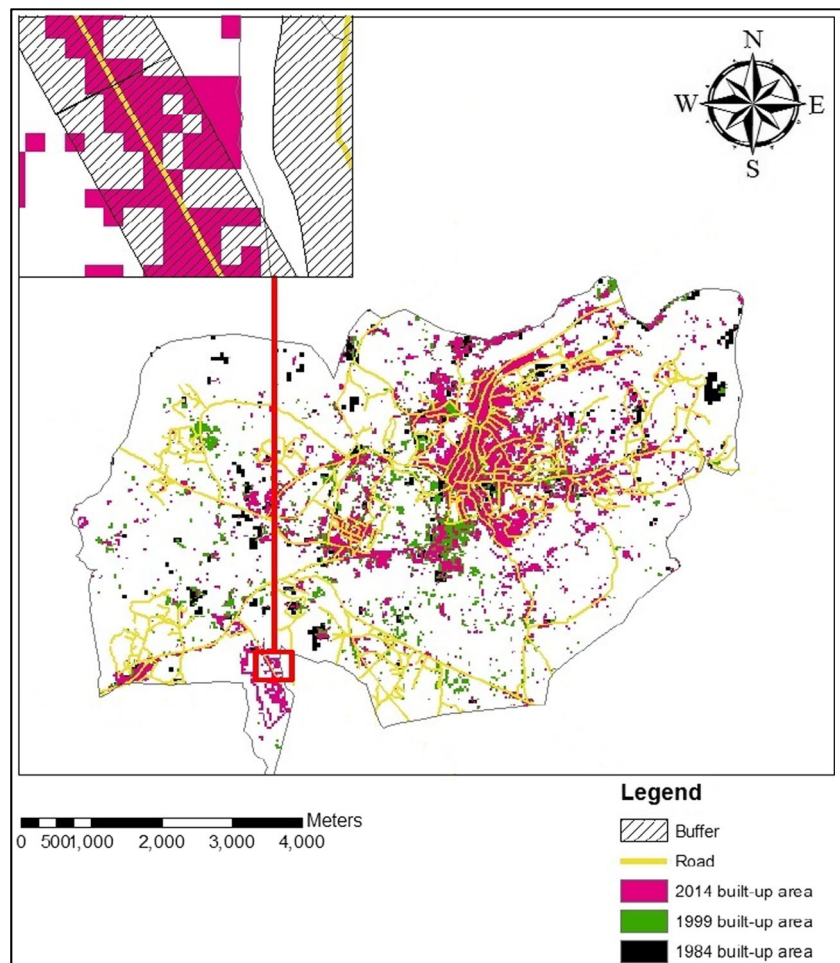 N
W E
S
Meters
0 5001,000 2,000 3,000 4,000
Legend
Buffer
Road
2014 built-up area
1999 built-up area
1984 built-up area